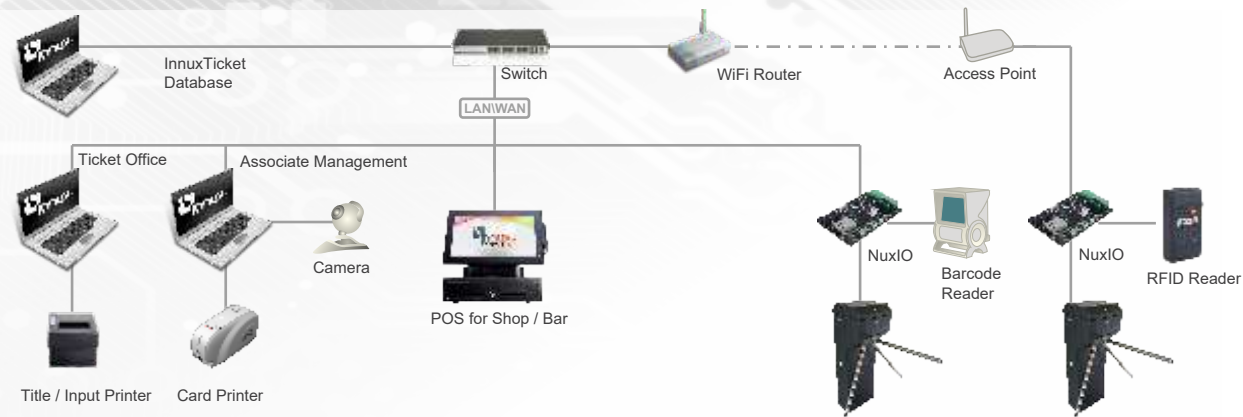 InnuxTicket
Database
Switch
WiFi Router
Access Point
LAN\WAN
Ticket Office
Associate Management
Camera
POS for Shop / Bar
NuxIO
Barcode
Reader
NuxIO
RFID Reader
Title / Input Printer
Card Printer